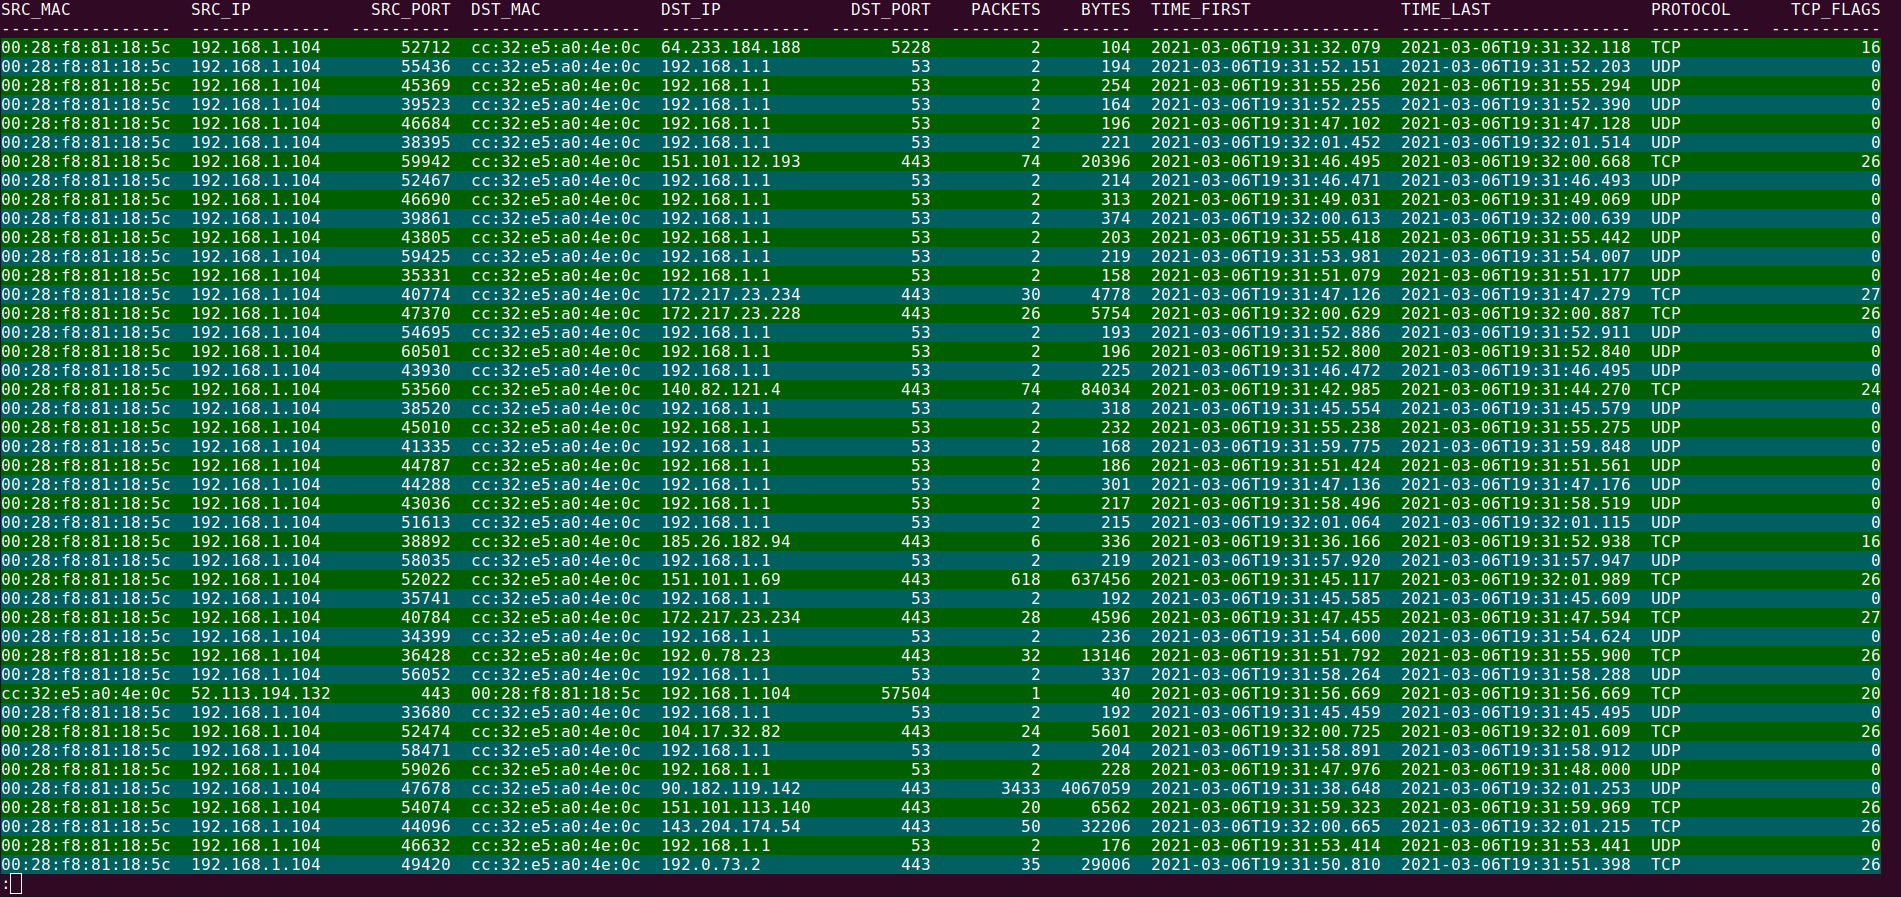 SRC_MAC SRC_IP SRC_PORT DST_MAC DST_IP DST_PORT PACKETS BYTES TIME_FIRST TIME_LAST PROTOCOL TCP_FLAGS
----------------- -------------- ---------- ----------------- --------------- ---------- --------- ------- ----------------------- ----------------------- ---------- -----------
00:28:f8:81:18:5c 192.168.1.104 52712 cc:32:e5:a0:4e:0c 64.233.184.188 5228 2 104 2021-03-06T19:31:32.079 2021-03-06T19:31:32.118 TCP 16
00:28:f8:81:18:5c 192.168.1.104 55436 cc:32:e5:a0:4e:0c 192.168.1.1 53 2 194 2021-03-06T19:31:52.151 2021-03-06T19:31:52.203 UDP 0
00:28:f8:81:18:5c 192.168.1.104 45369 cc:32:e5:a0:4e:0c 192.168.1.1 53 2 254 2021-03-06T19:31:55.256 2021-03-06T19:31:55.294 UDP 0
00:28:f8:81:18:5c 192.168.1.104 39523 cc:32:e5:a0:4e:0c 192.168.1.1 53 2 164 2021-03-06T19:31:52.255 2021-03-06T19:31:52.390 UDP 0
00:28:f8:81:18:5c 192.168.1.104 46684 cc:32:e5:a0:4e:0c 192.168.1.1 53 2 196 2021-03-06T19:31:47.102 2021-03-06T19:31:47.128 UDP 0
00:28:f8:81:18:5c 192.168.1.104 38395 cc:32:e5:a0:4e:0c 192.168.1.1 53 2 221 2021-03-06T19:32:01.452 2021-03-06T19:32:01.514 UDP 0
00:28:f8:81:18:5c 192.168.1.104 59942 cc:32:e5:a0:4e:0c 151.101.12.193 443 74 20396 2021-03-06T19:31:46.495 2021-03-06T19:32:00.668 TCP 26
00:28:f8:81:18:5c 192.168.1.104 52467 cc:32:e5:a0:4e:0c 192.168.1.1 53 2 214 2021-03-06T19:31:46.471 2021-03-06T19:31:46.493 UDP 0
00:28:f8:81:18:5c 192.168.1.104 46690 cc:32:e5:a0:4e:0c 192.168.1.1 53 2 313 2021-03-06T19:31:49.031 2021-03-06T19:31:49.069 UDP 0
00:28:f8:81:18:5c 192.168.1.104 39861 cc:32:e5:a0:4e:0c 192.168.1.1 53 2 374 2021-03-06T19:32:00.613 2021-03-06T19:32:00.639 UDP 0
00:28:f8:81:18:5c 192.168.1.104 43805 cc:32:e5:a0:4e:0c 192.168.1.1 53 2 203 2021-03-06T19:31:55.418 2021-03-06T19:31:55.442 UDP 0
00:28:f8:81:18:5c 192.168.1.104 59425 cc:32:e5:a0:4e:0c 192.168.1.1 53 2 219 2021-03-06T19:31:53.981 2021-03-06T19:31:54.007 UDP 0
00:28:f8:81:18:5c 192.168.1.104 35331 cc:32:e5:a0:4e:0c 192.168.1.1 53 2 158 2021-03-06T19:31:51.079 2021-03-06T19:31:51.177 UDP 0
00:28:f8:81:18:5c 192.168.1.104 40774 cc:32:e5:a0:4e:0c 172.217.23.234 443 30 4778 2021-03-06T19:31:47.126 2021-03-06T19:31:47.279 TCP 27
00:28:f8:81:18:5c 192.168.1.104 47370 cc:32:e5:a0:4e:0c 172.217.23.228 443 26 5754 2021-03-06T19:32:00.629 2021-03-06T19:32:00.887 TCP 26
00:28:f8:81:18:5c 192.168.1.104 54695 cc:32:e5:a0:4e:0c 192.168.1.1 53 2 193 2021-03-06T19:31:52.886 2021-03-06T19:31:52.911 UDP 0
00:28:f8:81:18:5c 192.168.1.104 60501 cc:32:e5:a0:4e:0c 192.168.1.1 53 2 196 2021-03-06T19:31:52.800 2021-03-06T19:31:52.840 UDP 0
00:28:f8:81:18:5c 192.168.1.104 43930 cc:32:e5:a0:4e:0c 192.168.1.1 53 2 225 2021-03-06T19:31:46.472 2021-03-06T19:31:46.495 UDP 0
00:28:f8:81:18:5c 192.168.1.104 53560 cc:32:e5:a0:4e:0c 140.82.121.4 443 74 84034 2021-03-06T19:31:42.985 2021-03-06T19:31:44.270 TCP 24
00:28:f8:81:18:5c 192.168.1.104 38520 cc:32:e5:a0:4e:0c 192.168.1.1 53 2 318 2021-03-06T19:31:45.554 2021-03-06T19:31:45.579 UDP 0
00:28:f8:81:18:5c 192.168.1.104 45010 cc:32:e5:a0:4e:0c 192.168.1.1 53 2 232 2021-03-06T19:31:55.238 2021-03-06T19:31:55.275 UDP 0
00:28:f8:81:18:5c 192.168.1.104 41335 cc:32:e5:a0:4e:0c 192.168.1.1 53 2 168 2021-03-06T19:31:59.775 2021-03-06T19:31:59.848 UDP 0
00:28:f8:81:18:5c 192.168.1.104 44787 cc:32:e5:a0:4e:0c 192.168.1.1 53 2 186 2021-03-06T19:31:51.424 2021-03-06T19:31:51.561 UDP 0
00:28:f8:81:18:5c 192.168.1.104 44288 cc:32:e5:a0:4e:0c 192.168.1.1 53 2 301 2021-03-06T19:31:47.136 2021-03-06T19:31:47.176 UDP 0
00:28:f8:81:18:5c 192.168.1.104 43036 cc:32:e5:a0:4e:0c 192.168.1.1 53 2 217 2021-03-06T19:31:58.496 2021-03-06T19:31:58.519 UDP 0
00:28:f8:81:18:5c 192.168.1.104 51613 cc:32:e5:a0:4e:0c 192.168.1.1 53 2 215 2021-03-06T19:32:01.064 2021-03-06T19:32:01.115 UDP 0
00:28:f8:81:18:5c 192.168.1.104 38892 cc:32:e5:a0:4e:0c 185.26.182.94 443 6 336 2021-03-06T19:31:36.166 2021-03-06T19:31:52.938 TCP 16
00:28:f8:81:18:5c 192.168.1.104 58035 cc:32:e5:a0:4e:0c 192.168.1.1 53 2 219 2021-03-06T19:31:57.920 2021-03-06T19:31:57.947 UDP 0
00:28:f8:81:18:5c 192.168.1.104 52022 cc:32:e5:a0:4e:0c 151.101.1.69 443 618 637456 2021-03-06T19:31:45.117 2021-03-06T19:32:01.989 TCP 26
00:28:f8:81:18:5c 192.168.1.104 35741 cc:32:e5:a0:4e:0c 192.168.1.1 53 2 192 2021-03-06T19:31:45.585 2021-03-06T19:31:45.609 UDP 0
00:28:f8:81:18:5c 192.168.1.104 40784 cc:32:e5:a0:4e:0c 172.217.23.234 443 28 4596 2021-03-06T19:31:47.455 2021-03-06T19:31:47.594 TCP 27
00:28:f8:81:18:5c 192.168.1.104 34399 cc:32:e5:a0:4e:0c 192.168.1.1 53 2 236 2021-03-06T19:31:54.600 2021-03-06T19:31:54.624 UDP 0
00:28:f8:81:18:5c 192.168.1.104 36428 cc:32:e5:a0:4e:0c 192.0.78.23 443 32 13146 2021-03-06T19:31:51.792 2021-03-06T19:31:55.900 TCP 26
00:28:f8:81:18:5c 192.168.1.104 56052 cc:32:e5:a0:4e:0c 192.168.1.1 53 2 337 2021-03-06T19:31:58.264 2021-03-06T19:31:58.288 UDP 0
cc:32:e5:a0:4e:0c 52.113.194.132 443 00:28:f8:81:18:5c 192.168.1.104 57504 1 40 2021-03-06T19:31:56.669 2021-03-06T19:31:56.669 TCP 20
00:28:f8:81:18:5c 192.168.1.104 33680 cc:32:e5:a0:4e:0c 192.168.1.1 53 2 192 2021-03-06T19:31:45.459 2021-03-06T19:31:45.495 UDP 0
00:28:f8:81:18:5c 192.168.1.104 52474 cc:32:e5:a0:4e:0c 104.17.32.82 443 24 5601 2021-03-06T19:32:00.725 2021-03-06T19:32:01.609 TCP 26
00:28:f8:81:18:5c 192.168.1.104 58471 cc:32:e5:a0:4e:0c 192.168.1.1 53 2 204 2021-03-06T19:31:58.891 2021-03-06T19:31:58.912 UDP 0
00:28:f8:81:18:5c 192.168.1.104 59026 cc:32:e5:a0:4e:0c 192.168.1.1 53 2 228 2021-03-06T19:31:47.976 2021-03-06T19:31:48.000 UDP 0
00:28:f8:81:18:5c 192.168.1.104 47678 cc:32:e5:a0:4e:0c 90.182.119.142 443 3433 4067059 2021-03-06T19:31:38.648 2021-03-06T19:32:01.253 UDP 0
00:28:f8:81:18:5c 192.168.1.104 54074 cc:32:e5:a0:4e:0c 151.101.113.140 443 20 6562 2021-03-06T19:31:59.323 2021-03-06T19:31:59.969 TCP 26
00:28:f8:81:18:5c 192.168.1.104 44096 cc:32:e5:a0:4e:0c 143.204.174.54 443 50 32206 2021-03-06T19:32:00.665 2021-03-06T19:32:01.215 TCP 26
00:28:f8:81:18:5c 192.168.1.104 46632 cc:32:e5:a0:4e:0c 192.168.1.1 53 2 176 2021-03-06T19:31:53.414 2021-03-06T19:31:53.441 UDP 0
00:28:f8:81:18:5c 192.168.1.104 49420 cc:32:e5:a0:4e:0c 192.0.73.2 443 35 29006 2021-03-06T19:31:50.810 2021-03-06T19:31:51.398 TCP 26
: